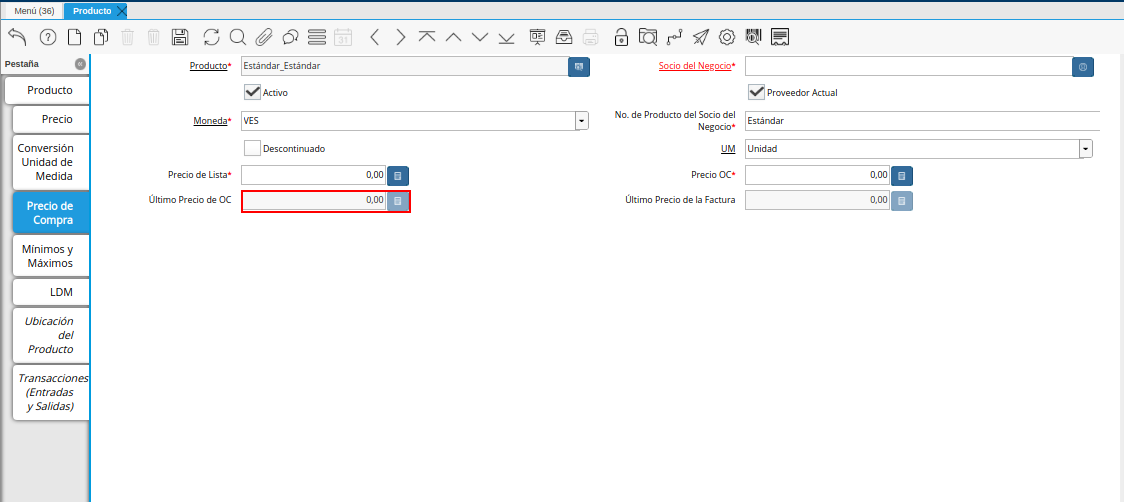 Menú (36)
Producto
Pestaña
Producto
Precio
Conversión
Unidad de
Medida
Precio de
Compra
Mínimos y
Máximos
LDM
Ubicación
del
Producto
Transacciones
(Entradas
y Salidas)
Producto* Estándar_Estándar
Socio del Negocio*
Activo
Proveedor Actual
Moneda* VES
No. de Producto del Socio del
Negocio* Estándar
Descontinuado
UM Unidad
Precio de Lista* 0,00
Precio OC* 0,00
Último Precio de OC 0,00
Último Precio de la Factura 0,00
31